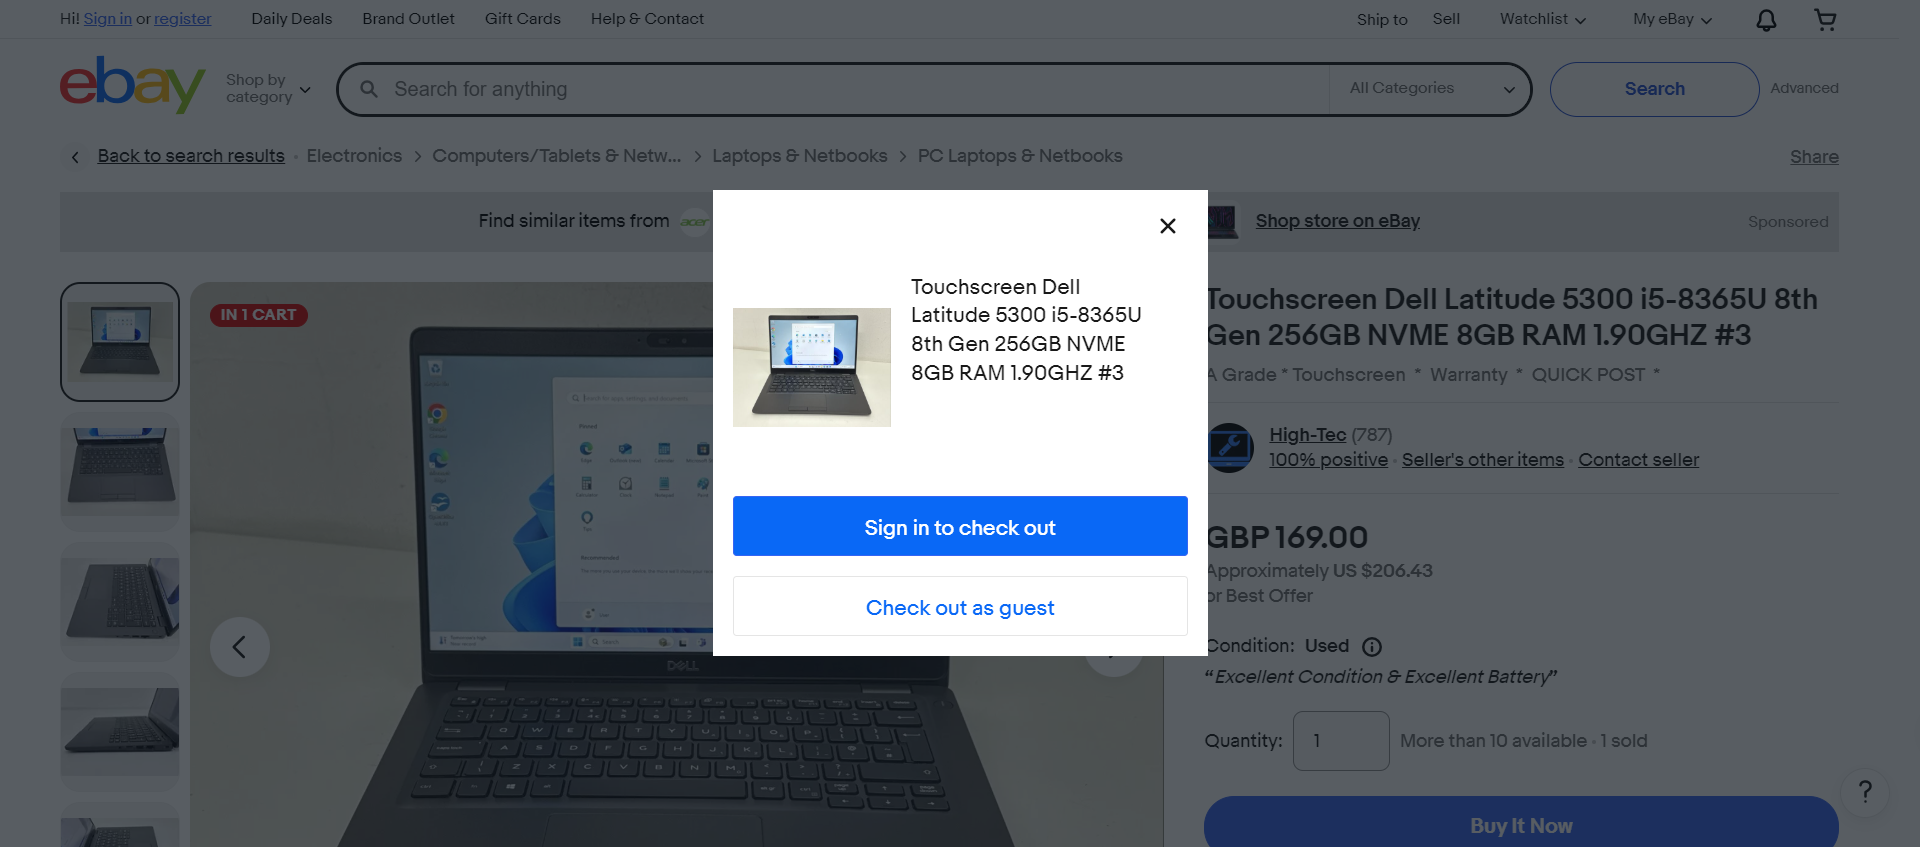 Hi! Sign in or register
Daily Deals
Brand Outlet
Gift Cards
Help & Contact
Ship to
Sell
Watchlist
My eBay
ebay
Shop by category
Search for anything
All Categories
Search
Advanced
Back to search results
Electronics
Computers/Tablets & Netw...
Laptops & Netbooks
PC Laptops & Netbooks
Share
Find similar items from
acer
Shop store on eBay
Sponsored
IN 1 CART
Touchscreen Dell
Latitude 5300 i5-8365U
8th Gen 256GB NVME
8GB RAM 1.90GHZ #3
Sign in to check out
Check out as guest
Touchscreen Dell Latitude 5300 i5-8365U 8th
Gen 256GB NVME 8GB RAM 1.90GHZ #3
A Grade * Touchscreen * Warranty * QUICK POST *
High-Tec (787)
100% positive · Seller's other items · Contact seller
GBP 169.00
Approximately US $206.43
or Best Offer
Condition: Used
“Excellent Condition & Excellent Battery”
Quantity: 1 More than 10 available · 1 sold
Buy It Now
?
DELL